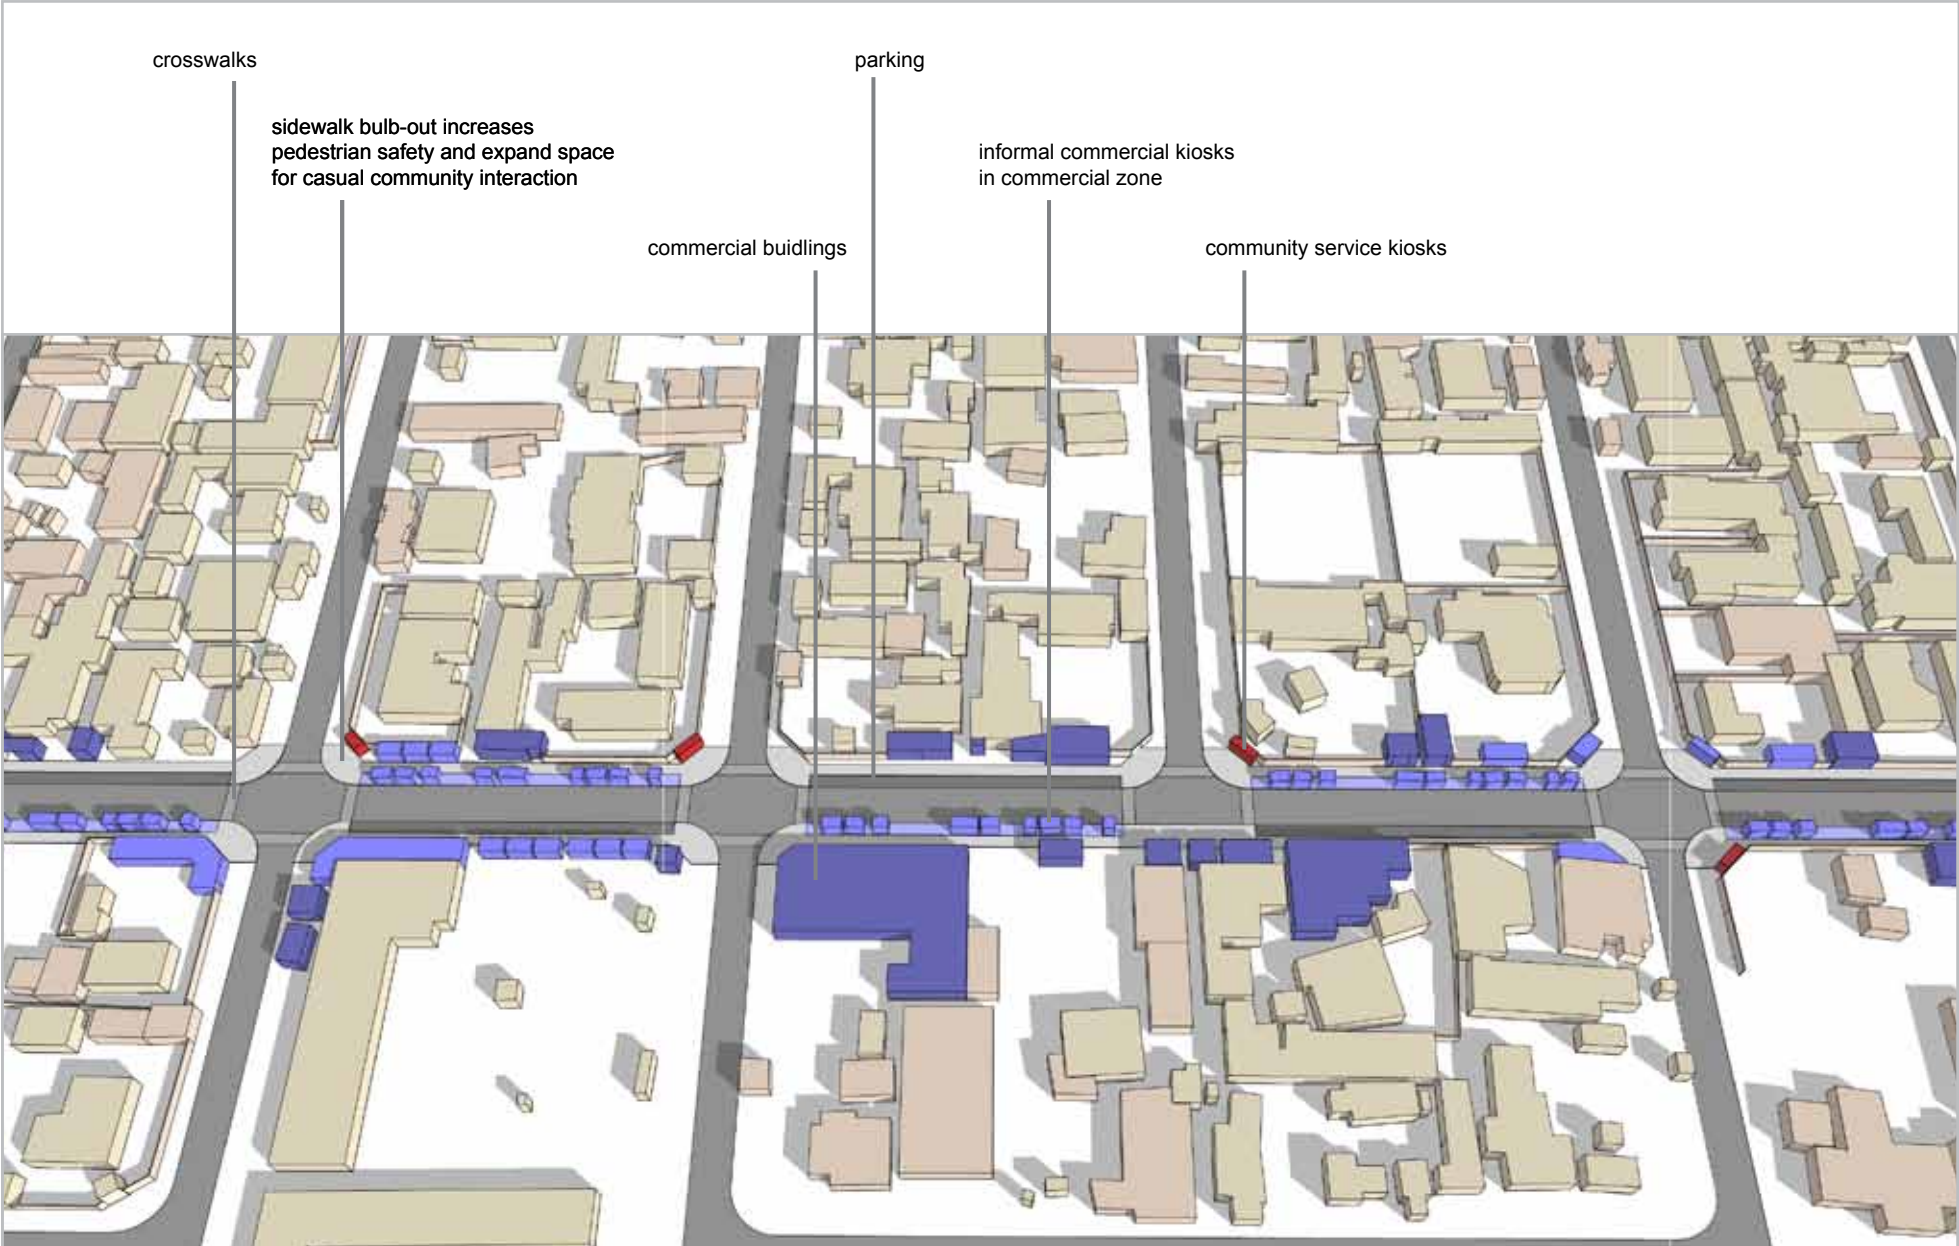 crosswalks
parking
sidewalk bulb-out increases
pedestrian safety and expand space
for casual community interaction
informal commercial kiosks
in commercial zone
commercial buidlings
community service kiosks